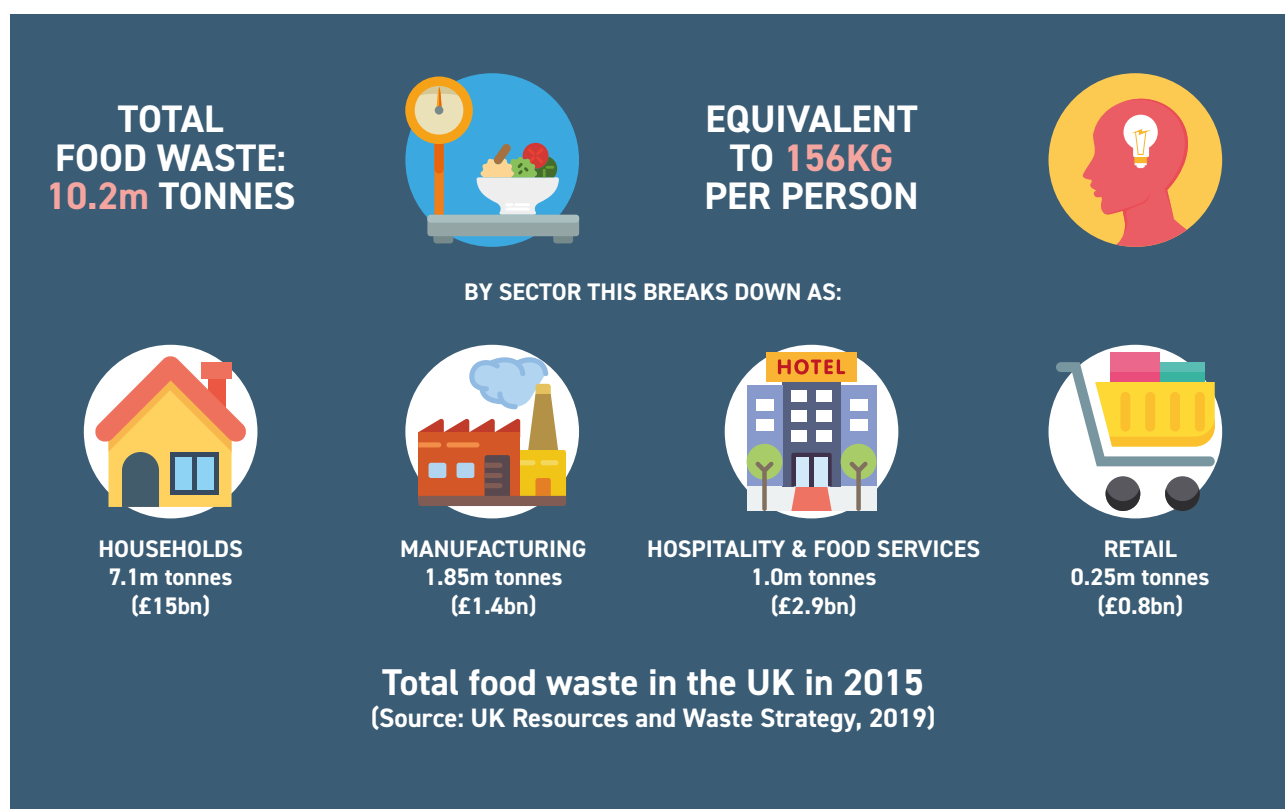 TOTAL
FOOD WASTE:
10.2m TONNES
EQUIVALENT
TO 156KG
PER PERSON
BY SECTOR THIS BREAKS DOWN AS:
HOUSEHOLDS
7.1m tonnes
(£15bn)
MANUFACTURING
1.85m tonnes
(£1.4bn)
HOTEL
HOSPITALITY & FOOD SERVICES
1.0m tonnes
(£2.9bn)
RETAIL
0.25m tonnes
(£0.8bn)
Total food waste in the UK in 2015
(Source: UK Resources and Waste Strategy, 2019)